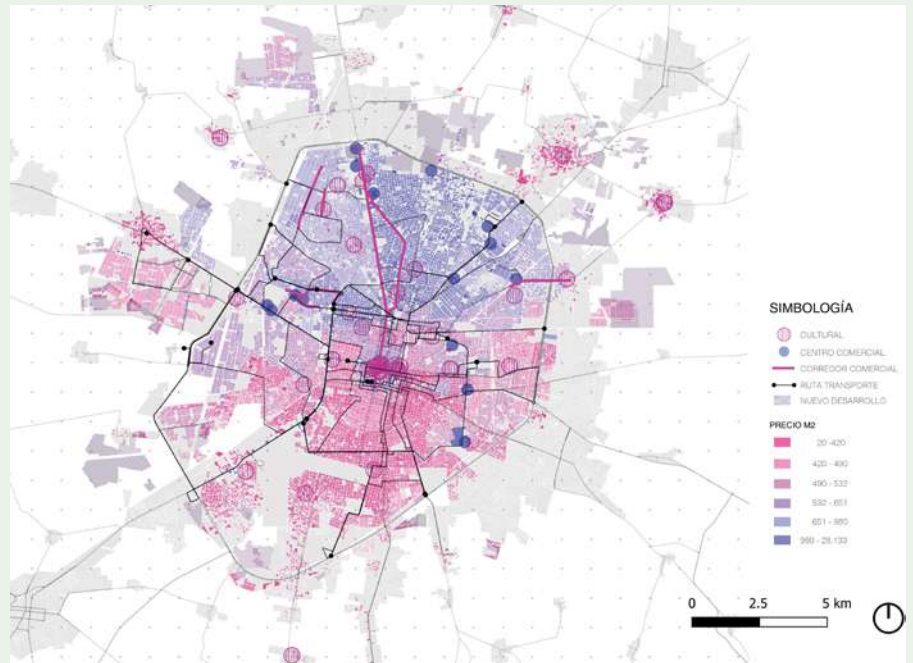 SIMBOLOGÍA
CULTURAL
CENTRO COMERCIAL
CORREDOR COMERCIAL
RUTA TRANSPORTE
NUEVO DESARROLLO
PRECIO M2
20 -420
420 - 490
490 - 532
532 - 651
651 - 980
980 - 28,133
0 2.5 5 km